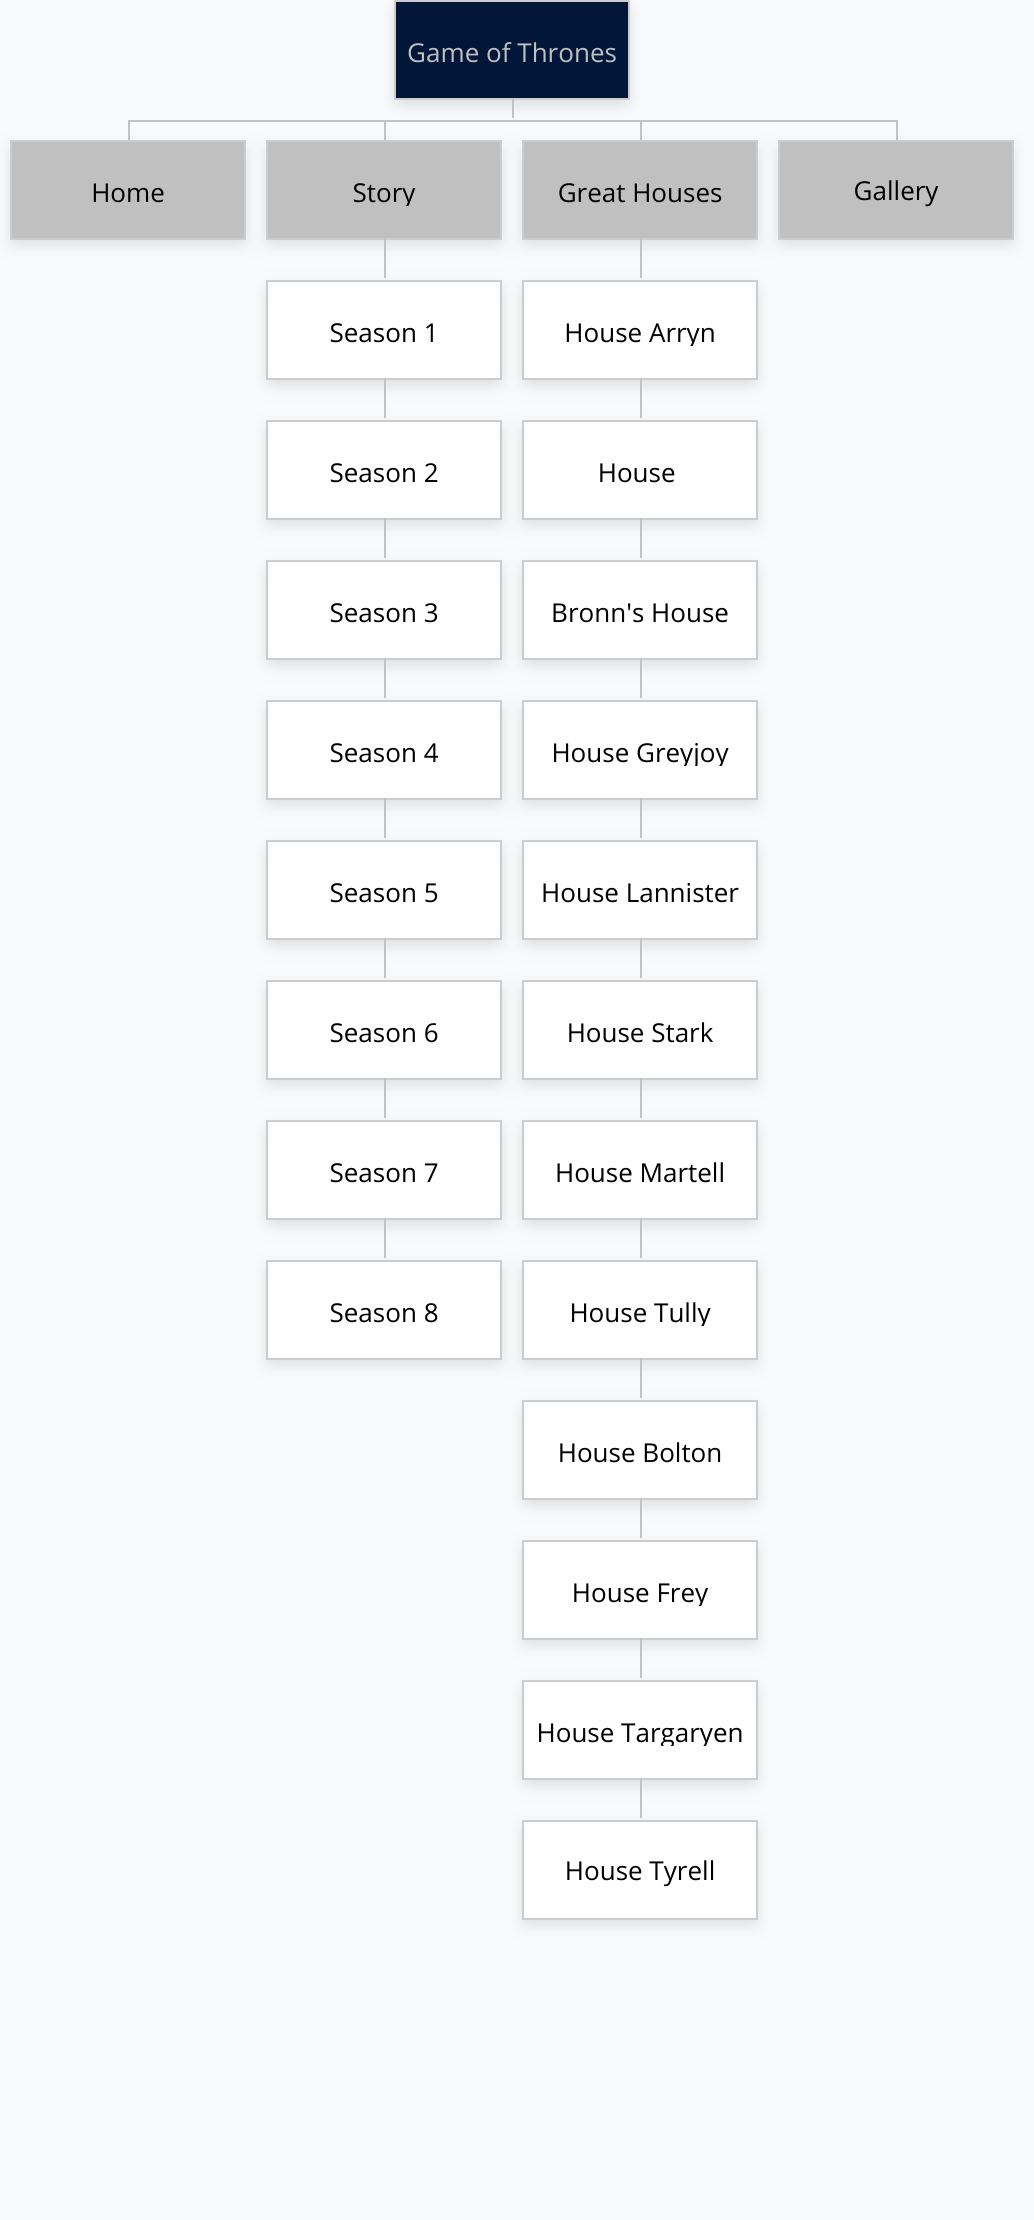 Game of Thrones
Home
Story
Great Houses
Gallery
Season 1
House Arryn
Season 2
House
Season 3
Bronn's House
Season 4
House Greyjoy
Season 5
House Lannister
Season 6
House Stark
Season 7
House Martell
Season 8
House Tully
House Bolton
House Frey
House Targaryen
House Tyrell